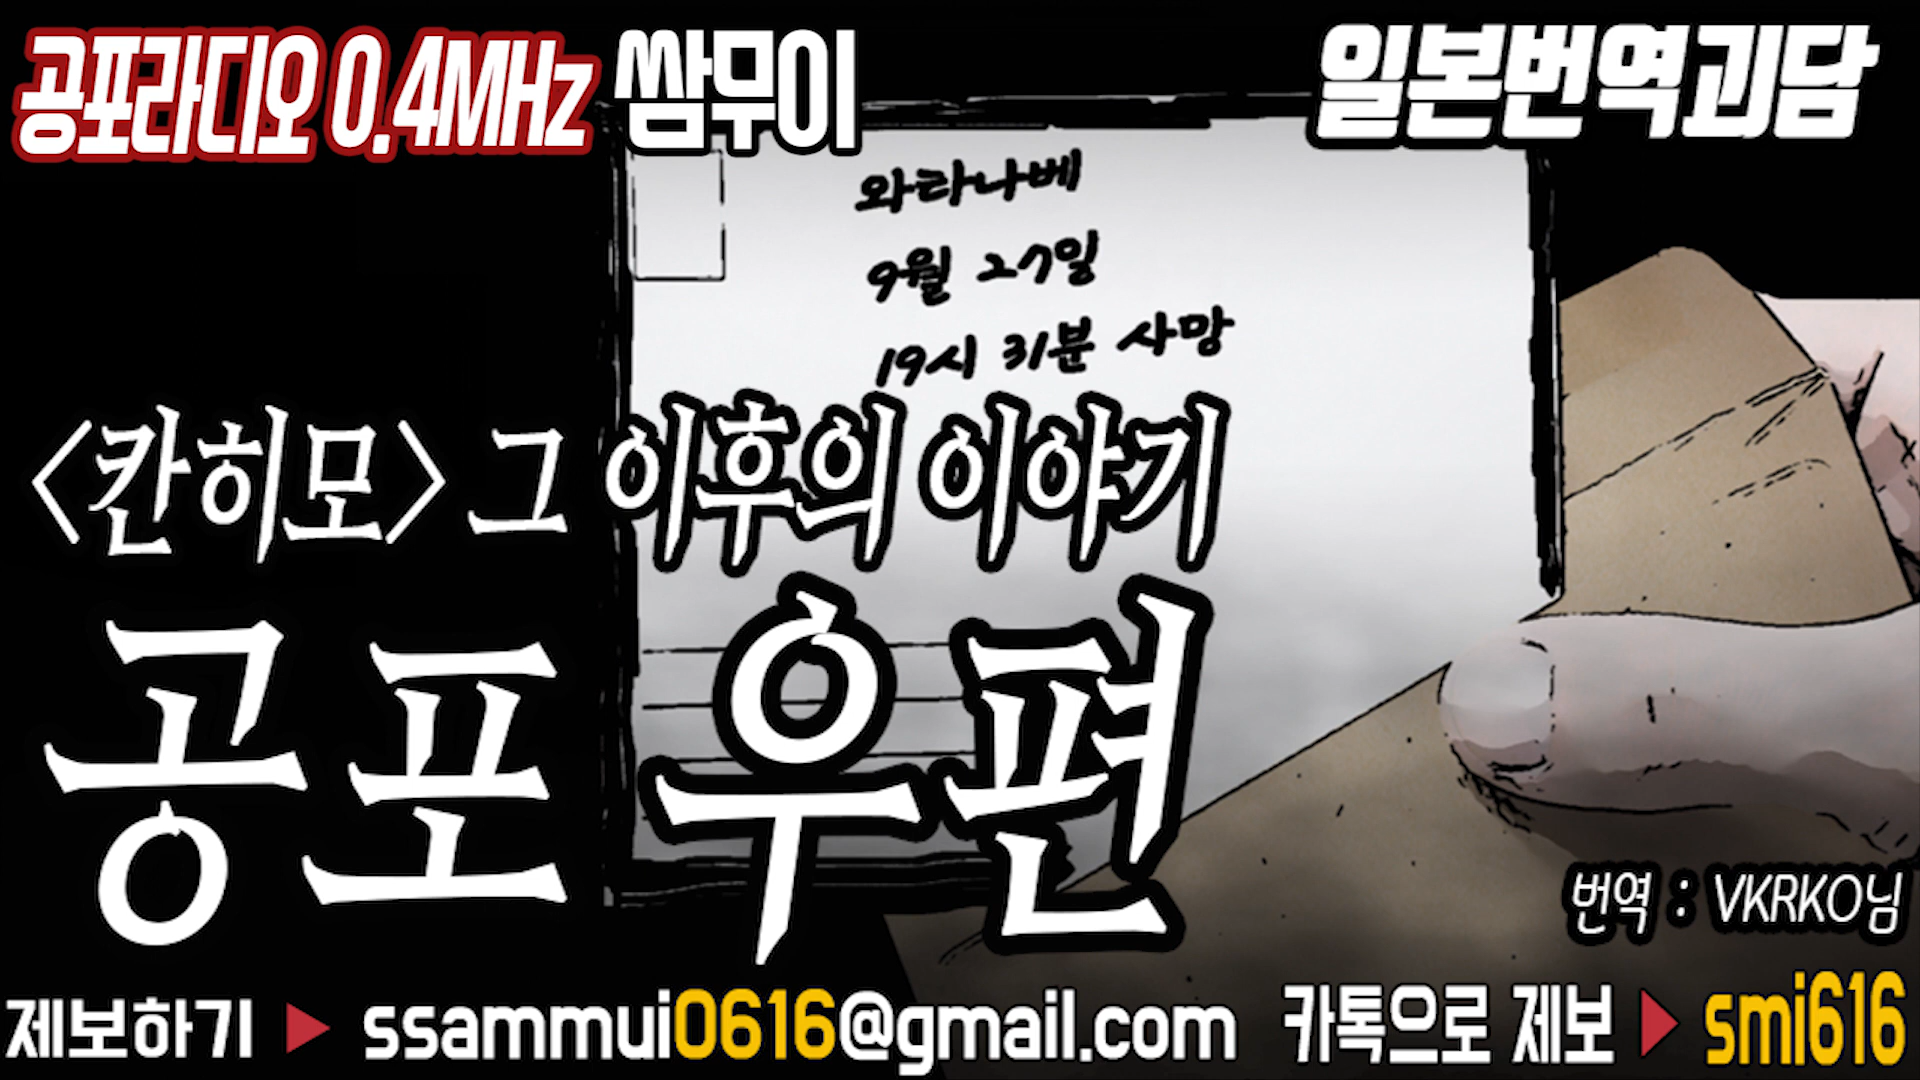 공포라디오 0.4MHz 쌈무이
일본번역괴담
와타나베
9월 27일
19시 31분 사망
<칸히모> 그 이후의 이야기
공포 우편
번역 : VKRKO님
제보하기 ▶ ssammui0616@gmail.com 카톡으로 제보 ▶ smi616